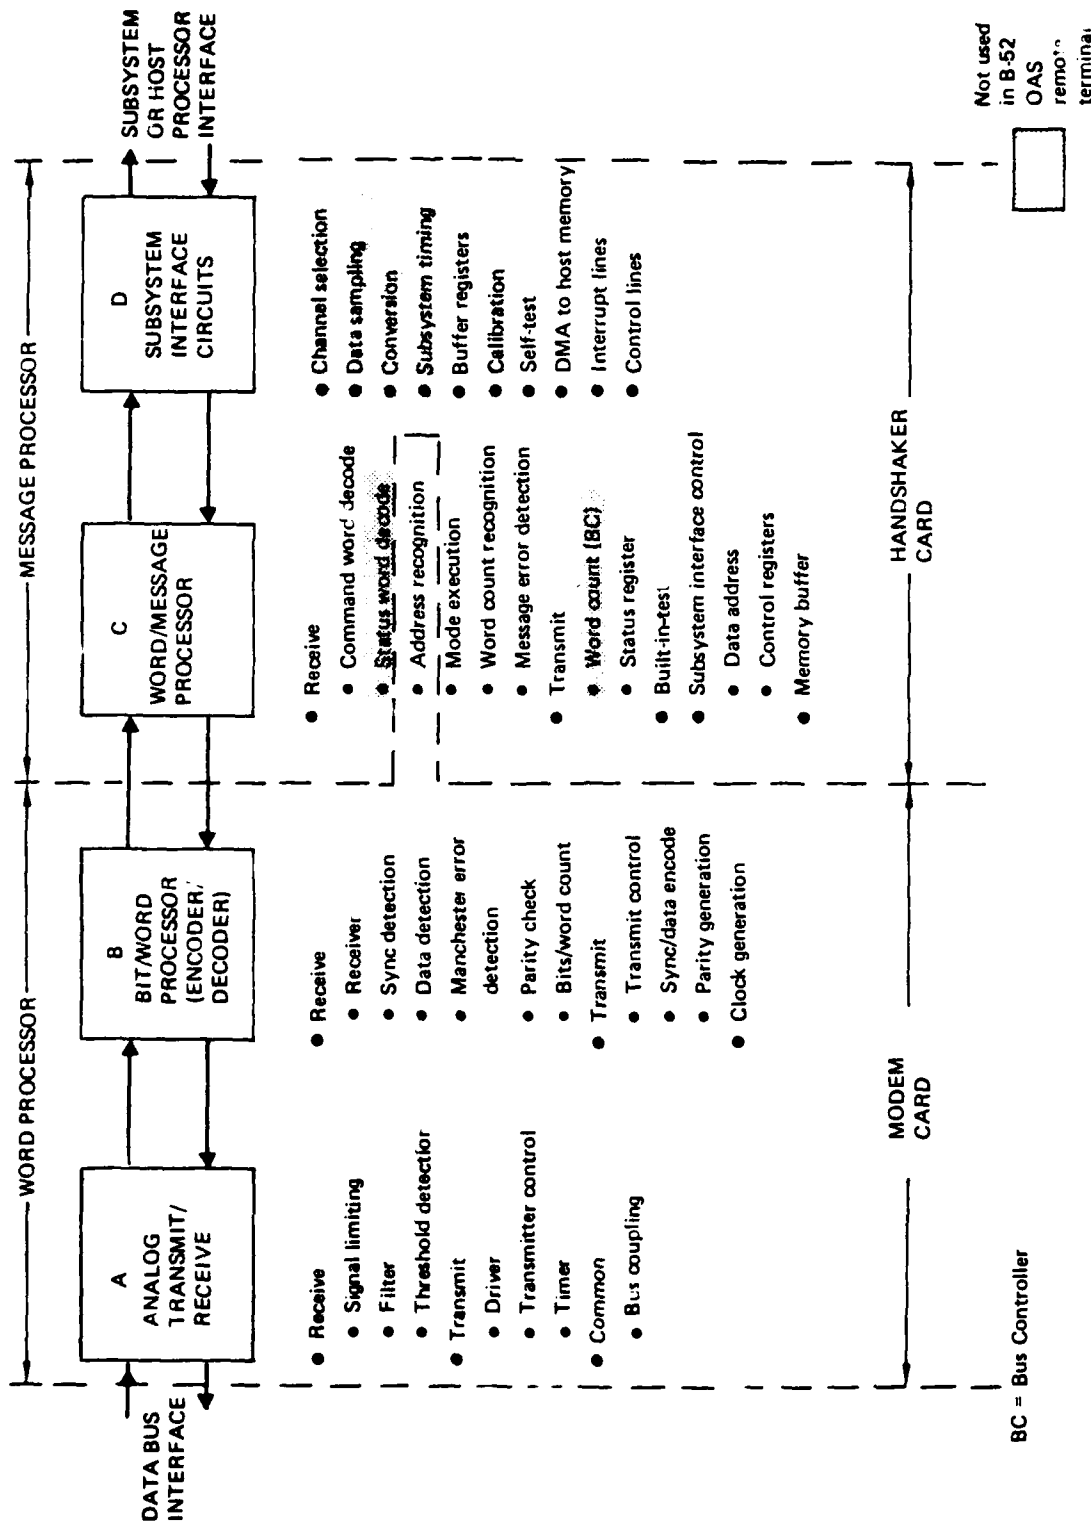 WORD PROCESSOR
MESSAGE PROCESSOR
DATA BUS
INTERFACE
A
ANALOG
TRANSMIT/
RECEIVE
B
BIT/WORD
PROCESSOR
(ENCODER/
DECODER)
C
WORD/MESSAGE
PROCESSOR
D
SUBSYSTEM
INTERFACE
CIRCUITS
SUBSYSTEM
OR HOST
PROCESSOR
INTERFACE
• Receive
• Signal limiting
• Filter
• Threshold detection
• Transmit
• Driver
• Transmitter control
• Timer
• Common
• Bus coupling
• Receive
• Receiver
• Sync detection
• Data detection
• Manchester error
detection
• Parity check
• Bits/word count
• Transmit
• Transmit control
• Sync/data encode
• Parity generation
• Clock generation
• Receive
• Command word decode
• Status word decode
• Address recognition
• Mode execution
• Word count recognition
• Message error detection
• Transmit
• Word count (BC)
• Status register
• Built-in-test
• Subsystem interface control
• Data address
• Control registers
• Memory buffer
• Channel selection
• Data sampling
• Conversion
• Subsystem timing
• Buffer registers
• Calibration
• Self-test
• DMA to host memory
• Interrupt lines
• Control lines
MODEM
CARD
HANDSHAKER
CARD
BC = Bus Controller
Not used
in B-52
OAS
remote
terminal